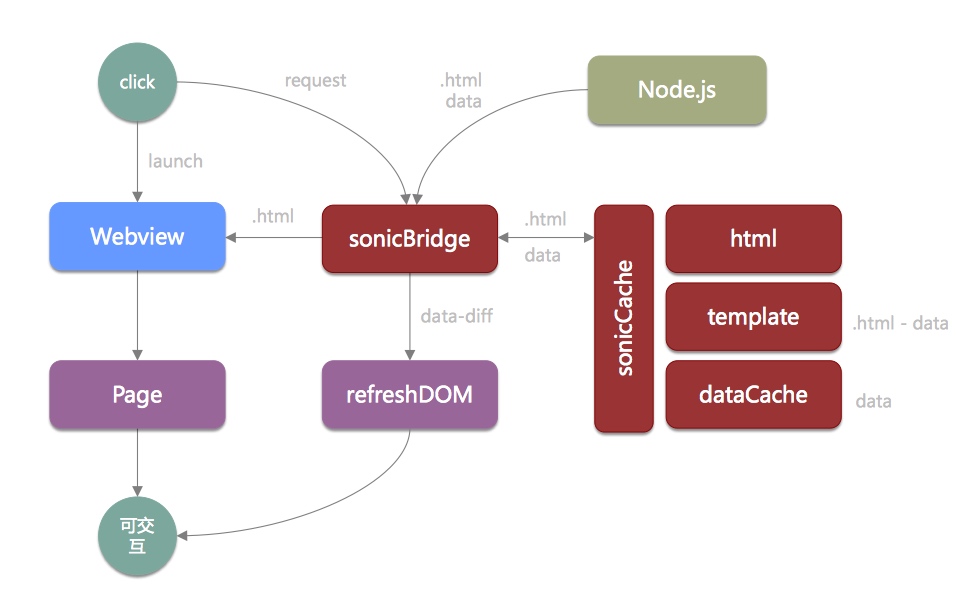 click
request
.html
data
Node.js
launch
Webview
.html
sonicBridge
.html
data
sonicCache
html
template
.html - data
dataCache
data
data-diff
Page
refreshDOM
可交
互